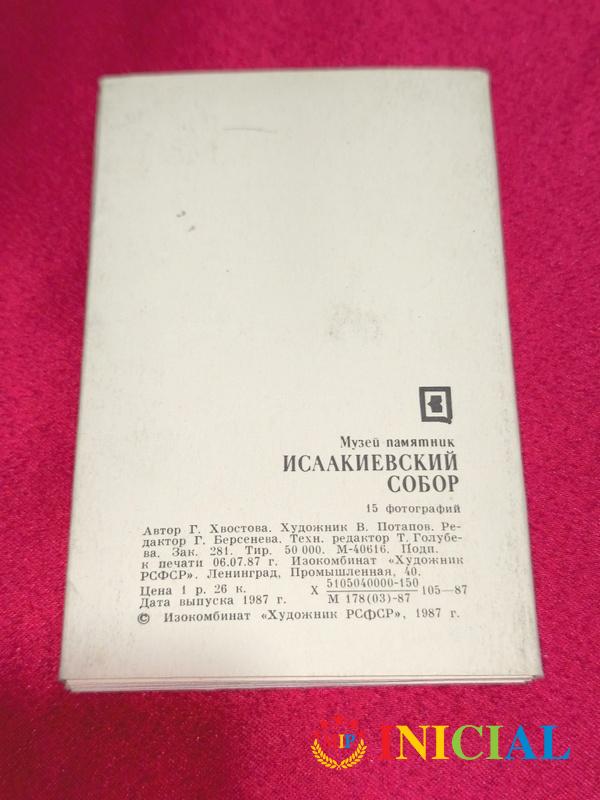 Музей памятник
ИСААКИЕВСКИЙ
СОБОР
15 фотографий
Автор Г. Хвостова. Художник В. Потапов. Ре-
дактор Г. Берсенева. Техн. редактор Т. Голубе-
ва. Зак. 281. Тир. 50 000. М-40616. Подп.
к печати 06.07.87 г. Изокомбинат «Художник
РСФСР». Ленинград, Промышленная, 40.
Цена 1 р. 26 к. Х 5105040000-150 105—87
Дата выпуска 1987 г. М 178(03)-87
© Изокомбинат «Художник РСФСР», 1987 г.
IP INICIAL